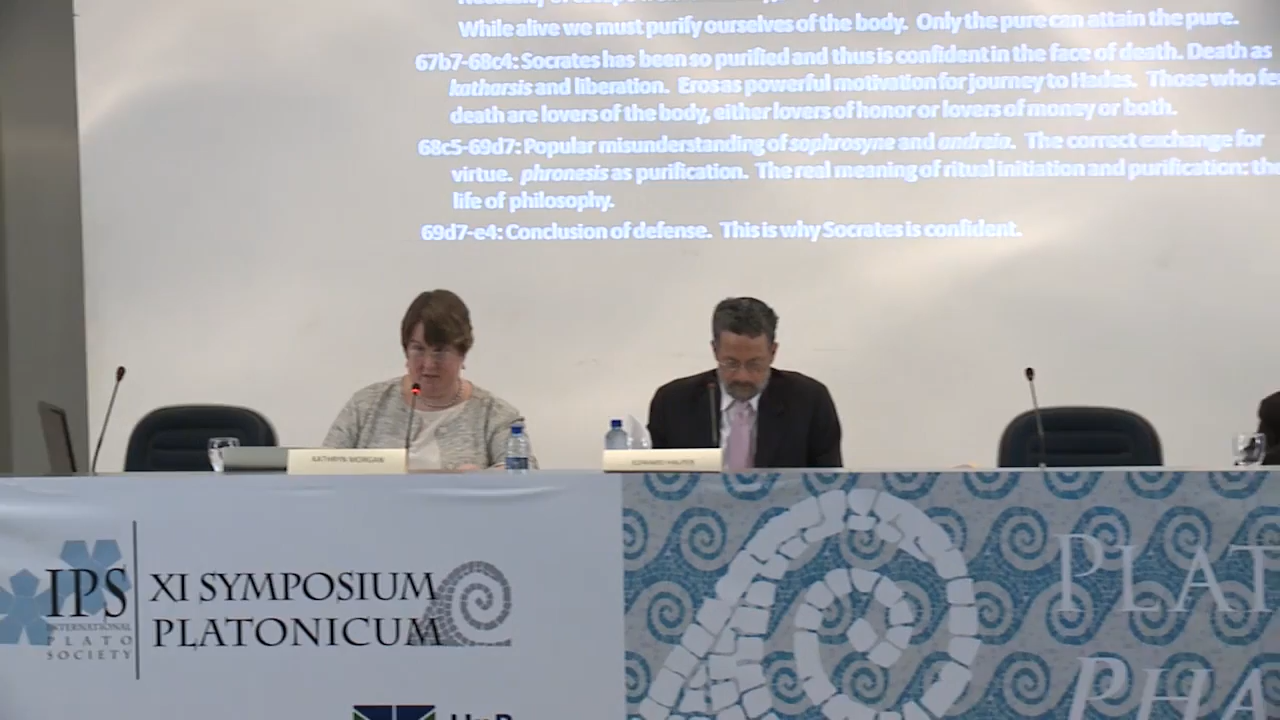 While alive we must purify ourselves of the body. Only the pure can attain the pure.
67b7-68c4: Socrates has been so purified and thus is confident in the face of death. Death as
katharsis and liberation. Eros as powerful motivation for journey to Hades. Those who fe
death are lovers of the body, either lovers of honor or lovers of money or both.
68c5-69d7: Popular misunderstanding of sophrosyne and andreia. The correct exchange for
virtue. phronesis as purification. The real meaning of ritual initiation and purification: the
life of philosophy.
69d7-e4: Conclusion of defense. This is why Socrates is confident.
KATHRYN MORGAN
EDWARD HALPER
IPS
INTERNATIONAL
PLATO
SOCIETY
XI SYMPOSIUM
PLATONICUM
PLAT
PHA
UnB